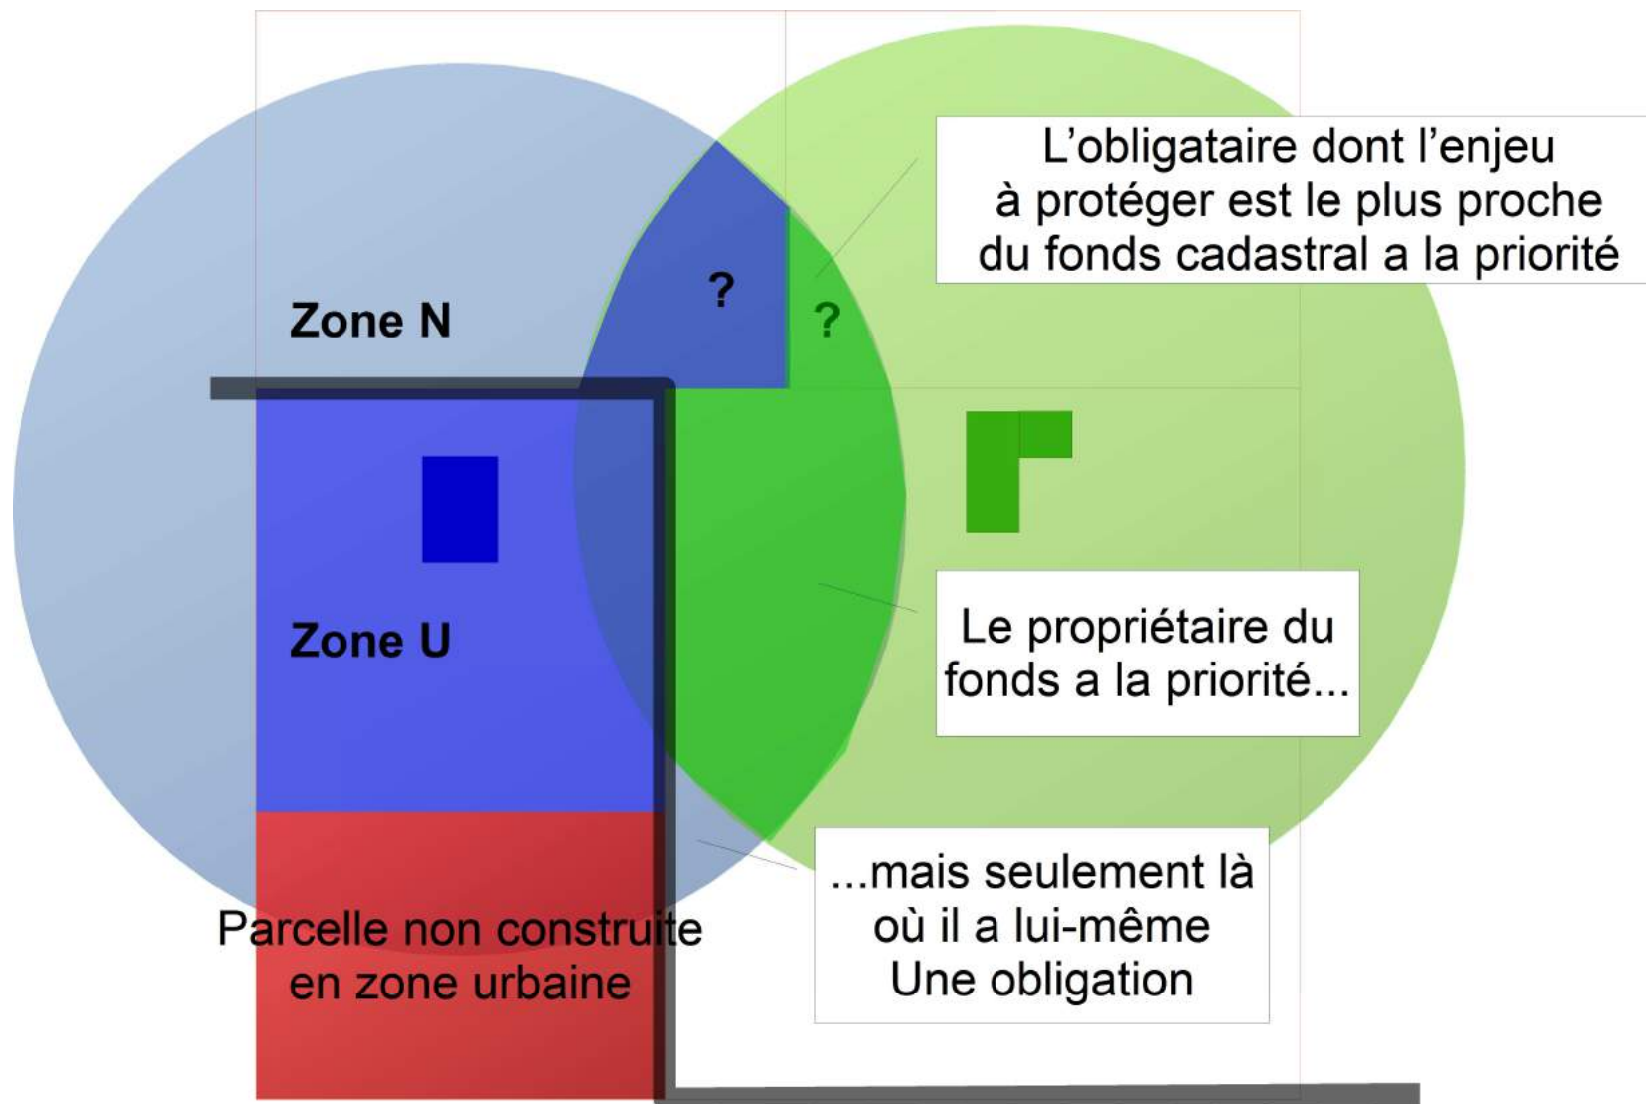 L’obligataire dont l’enjeu
à protéger est le plus proche
du fonds cadastral a la priorité
?
?
Zone N
Zone U
Le propriétaire du
fonds a la priorité...
...mais seulement là
où il a lui-même
Une obligation
Parcelle non construite
en zone urbaine